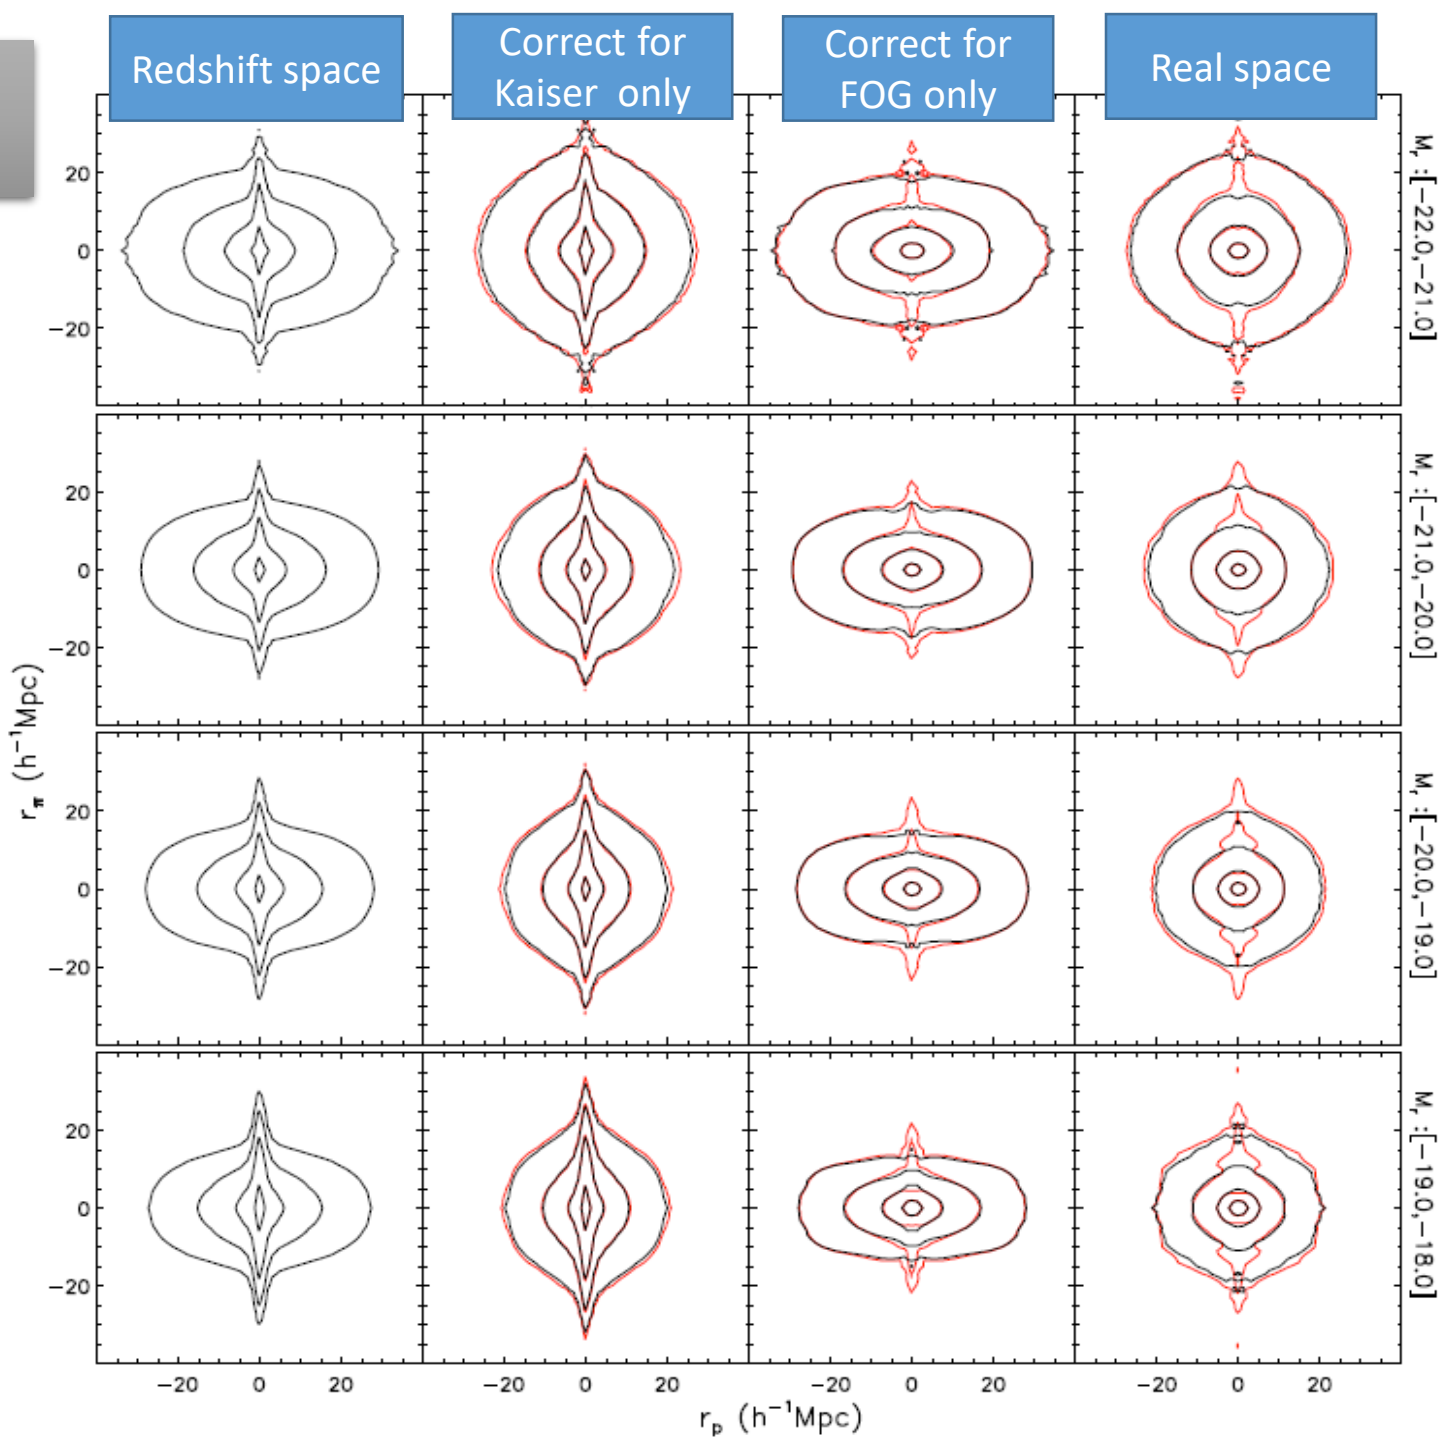 Redshift space
Correct for
Kaiser only
Correct for
FOG only
Real space
20
0
−20
M_r :[−22.0,−21.0]
20
0
−20
M_r :[−21.0,−20.0]
20
0
−20
M_r :[−20.0,−19.0]
20
0
−20
M_r :[−19.0,−18.0]
r_π (h⁻¹Mpc)
−20 0 20 −20 0 20 −20 0 20 −20 0 20
r_p (h⁻¹Mpc)